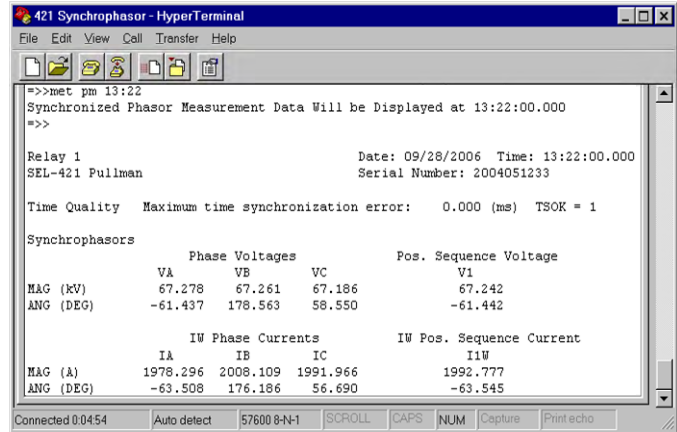 421 Synchrophasor - HyperTerminal
File Edit View Call Transfer Help
=>>met pm 13:22
Synchronized Phasor Measurement Data Will be Displayed at 13:22:00.000
=>>
Relay 1 Date: 09/28/2006 Time: 13:22:00.000
SEL-421 Pullman Serial Number: 2004051233
Time Quality Maximum time synchronization error: 0.000 (ms) TSOK = 1
Synchrophasors
Phase Voltages Pos. Sequence Voltage
VA VB VC V1
MAG (kV) 67.278 67.261 67.186 67.242
ANG (DEG) -61.437 178.563 58.550 -61.442
IW Phase Currents IW Pos. Sequence Current
IA IB IC I1W
MAG (A) 1978.296 2008.109 1991.966 1992.777
ANG (DEG) -63.508 176.186 56.690 -63.545
Connected 0:04:54 Auto detect 57600 8-N-1 SCROLL CAPS NUM Capture Print echo